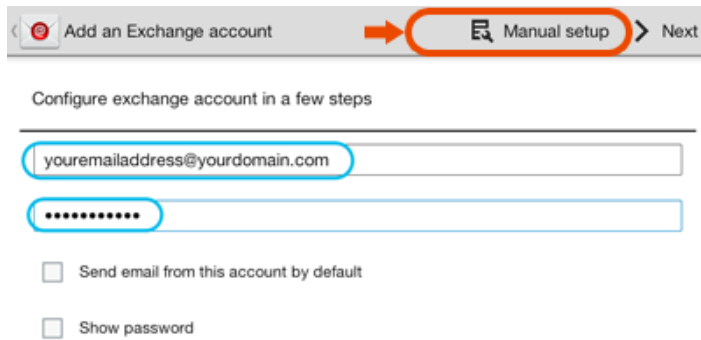 Add an Exchange account Manual setup Next
Configure exchange account in a few steps
youremailaddress@yourdomain.com
•••••••••••
Send email from this account by default
Show password